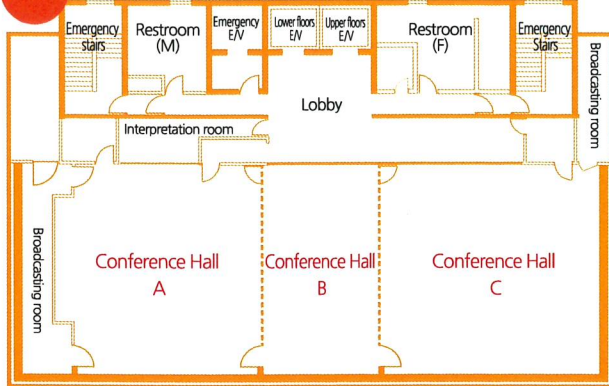 Emergency
stairs
Restroom
(M)
Emergency
E/V
Lower floors
E/V
Upper floors
E/V
Restroom
(F)
Emergency
Stairs
Broadcasting room
Lobby
Interpretation room
Broadcasting room
Conference Hall
A
Conference Hall
B
Conference Hall
C